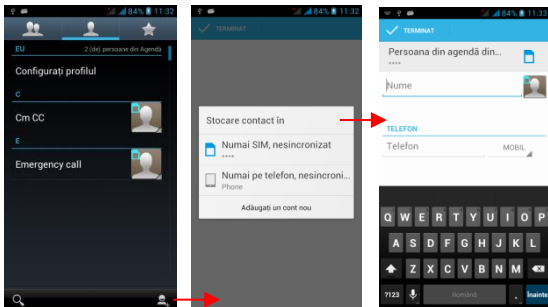 84% 11:32
EU 2 (de) persoane din Agendă
Configurați profilul
C
Cm CC
E
Emergency call
84% 11:32
TERMINAT
Stocare contact în
Numai SIM, nesincronizat
****
Numai pe telefon, nesincroni...
Phone
Adăugați un cont nou
84% 11:33
TERMINAT
Persoana din agendă din...
****
Nume
TELEFON
Telefon MOBIL
Q W E R T Y U I O P
A S D F G H J K L
Z X C V B N M
?123 Română . Înainte